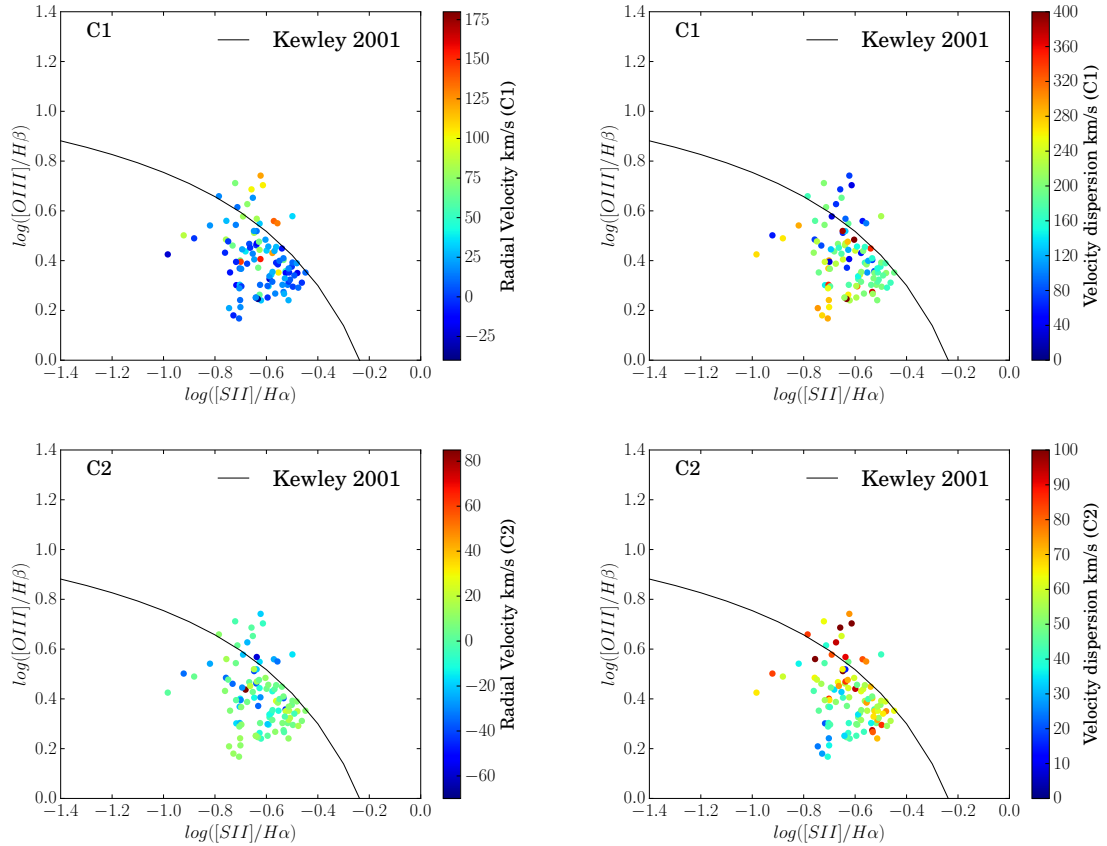 C1
Kewley 2001
1.4
1.2
1.0
0.8
0.6
0.4
0.2
0.0
log([OIII]/Hβ)
−1.4 −1.2 −1.0 −0.8 −0.6 −0.4 −0.2 0.0
log([SII]/Hα)
175
150
125
100
75
50
25
0
−25
Radial Velocity km/s (C1)
C1
Kewley 2001
1.4
1.2
1.0
0.8
0.6
0.4
0.2
0.0
log([OIII]/Hβ)
−1.4 −1.2 −1.0 −0.8 −0.6 −0.4 −0.2 0.0
log([SII]/Hα)
400
360
320
280
240
200
160
120
80
40
0
Velocity dispersion km/s (C1)
C2
Kewley 2001
1.4
1.2
1.0
0.8
0.6
0.4
0.2
0.0
log([OIII]/Hβ)
−1.4 −1.2 −1.0 −0.8 −0.6 −0.4 −0.2 0.0
log([SII]/Hα)
80
60
40
20
0
−20
−40
−60
Radial Velocity km/s (C2)
C2
Kewley 2001
1.4
1.2
1.0
0.8
0.6
0.4
0.2
0.0
log([OIII]/Hβ)
−1.4 −1.2 −1.0 −0.8 −0.6 −0.4 −0.2 0.0
log([SII]/Hα)
100
90
80
70
60
50
40
30
20
10
0
Velocity dispersion km/s (C2)